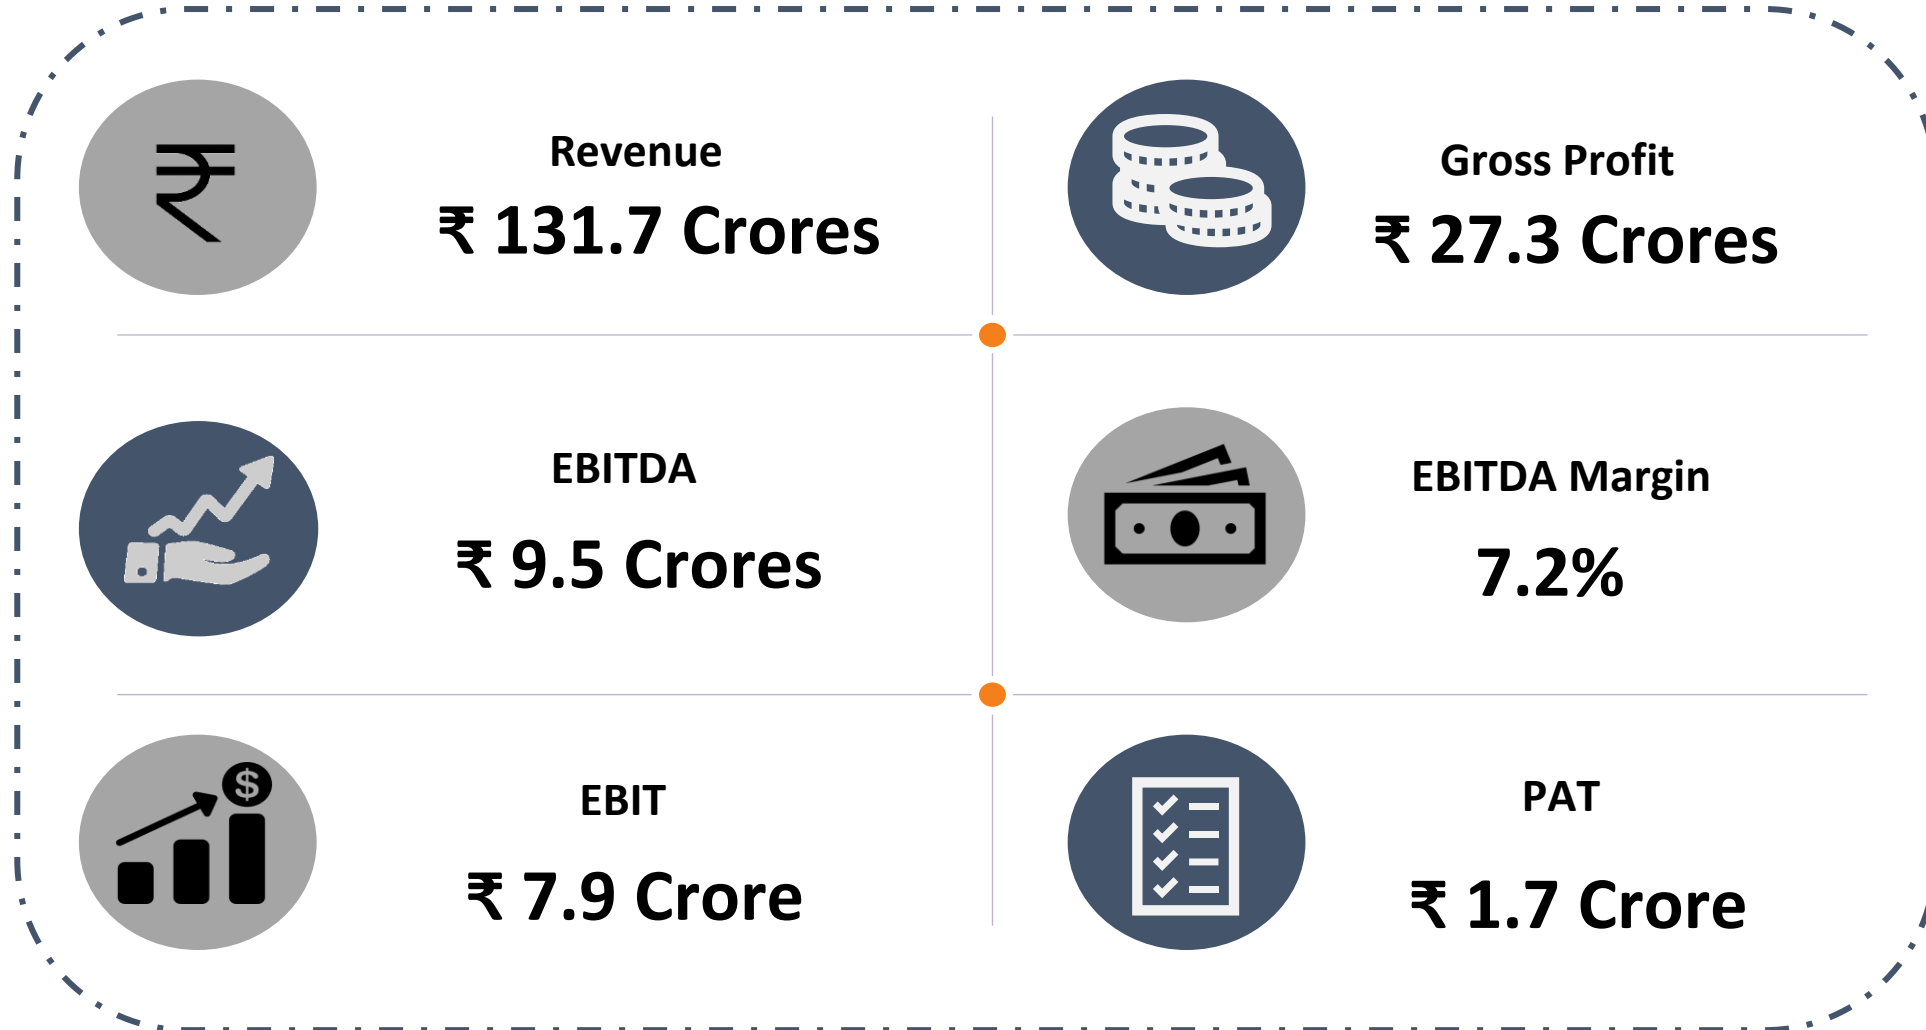 Revenue
₹ 131.7 Crores
Gross Profit
₹ 27.3 Crores
EBITDA
₹ 9.5 Crores
EBITDA Margin
7.2%
EBIT
₹ 7.9 Crore
PAT
₹ 1.7 Crore
₹
$